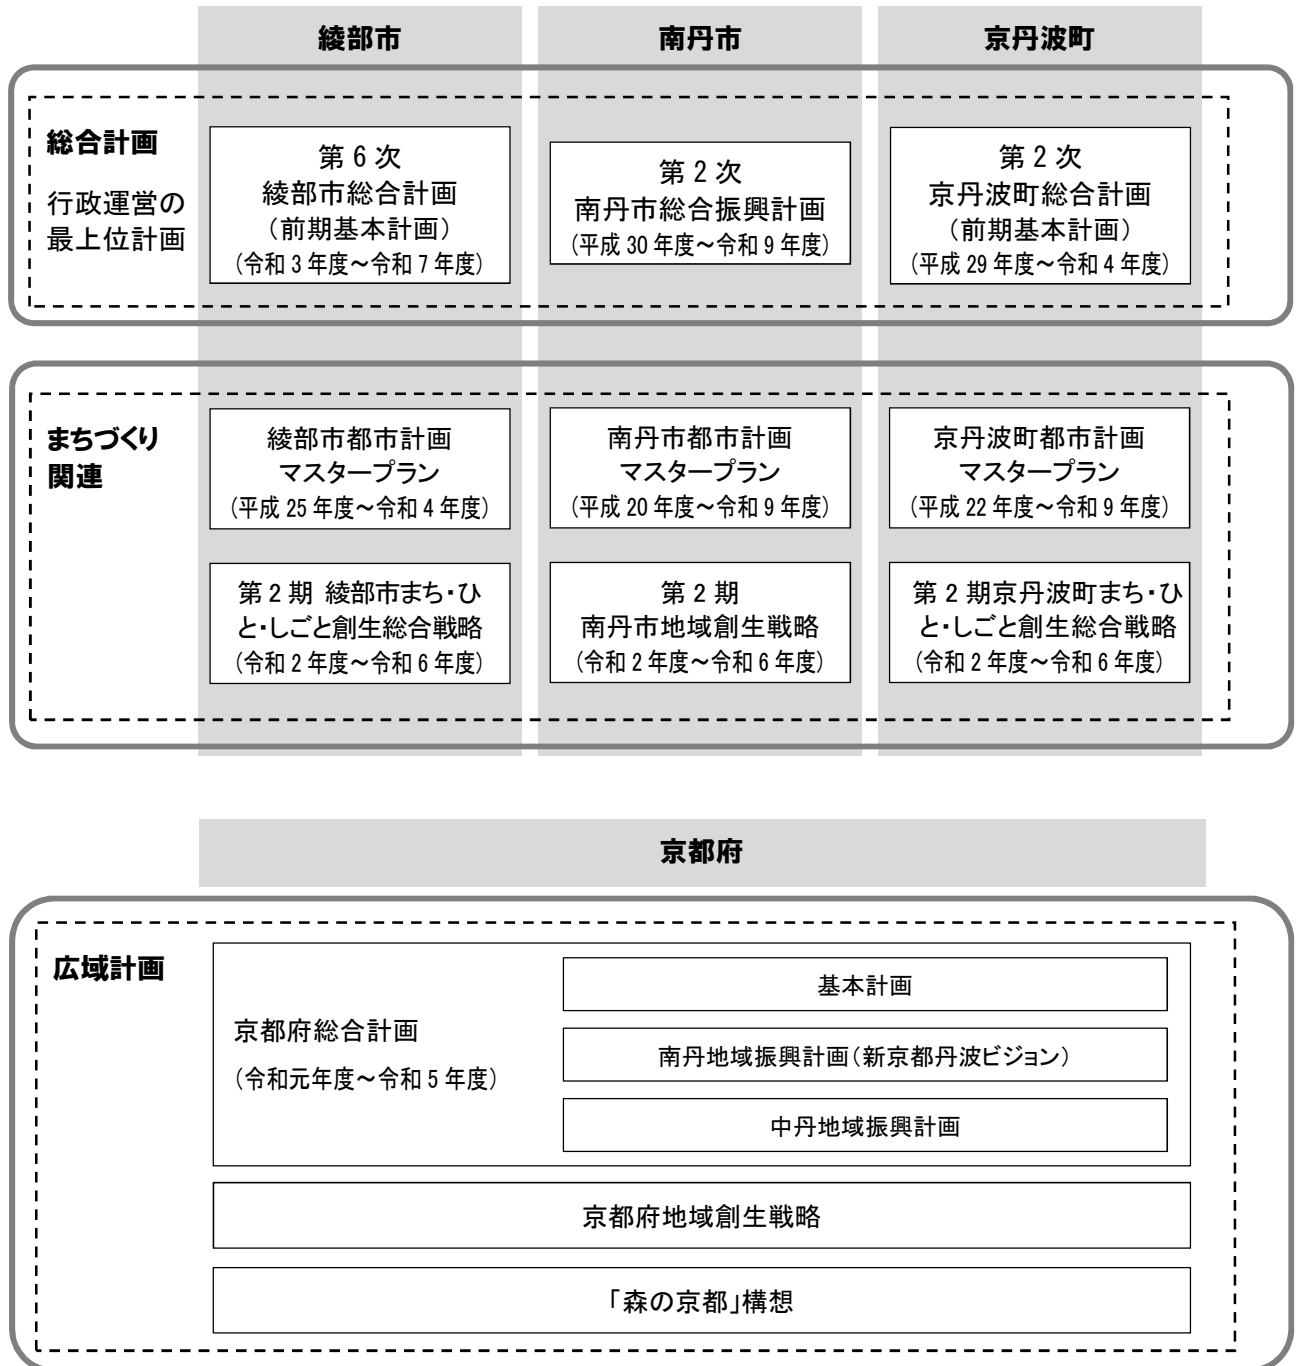 綾部市
南丹市
京丹波町
総合計画
行政運営の
最上位計画
第6次
綾部市総合計画
（前期基本計画）
（令和3年度～令和7年度）
第2次
南丹市総合振興計画
（平成30年度～令和9年度）
第2次
京丹波町総合計画
（前期基本計画）
（平成29年度～令和4年度）
まちづくり
関連
綾部市都市計画
マスタープラン
（平成25年度～令和4年度）
南丹市都市計画
マスタープラン
（平成20年度～令和9年度）
京丹波町都市計画
マスタープラン
（平成22年度～令和9年度）
第2期 綾部市まち・ひ
と・しごと創生総合戦略
（令和2年度～令和6年度）
第2期
南丹市地域創生戦略
（令和2年度～令和6年度）
第2期京丹波町まち・ひ
と・しごと創生総合戦略
（令和2年度～令和6年度）
京都府
広域計画
京都府総合計画
（令和元年度～令和5年度）
基本計画
南丹地域振興計画（新京都丹波ビジョン）
中丹地域振興計画
京都府地域創生戦略
「森の京都」構想